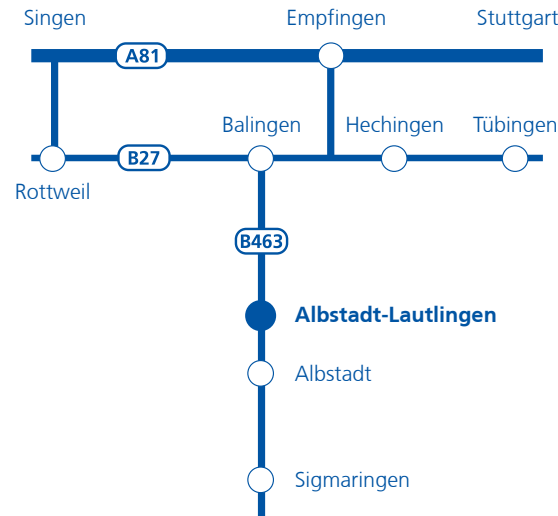 Singen
Empfingen
Stuttgart
A81
Balingen
Hechingen
Tübingen
B27
Rottweil
B463
Albstadt-Lautlingen
Albstadt
Sigmaringen